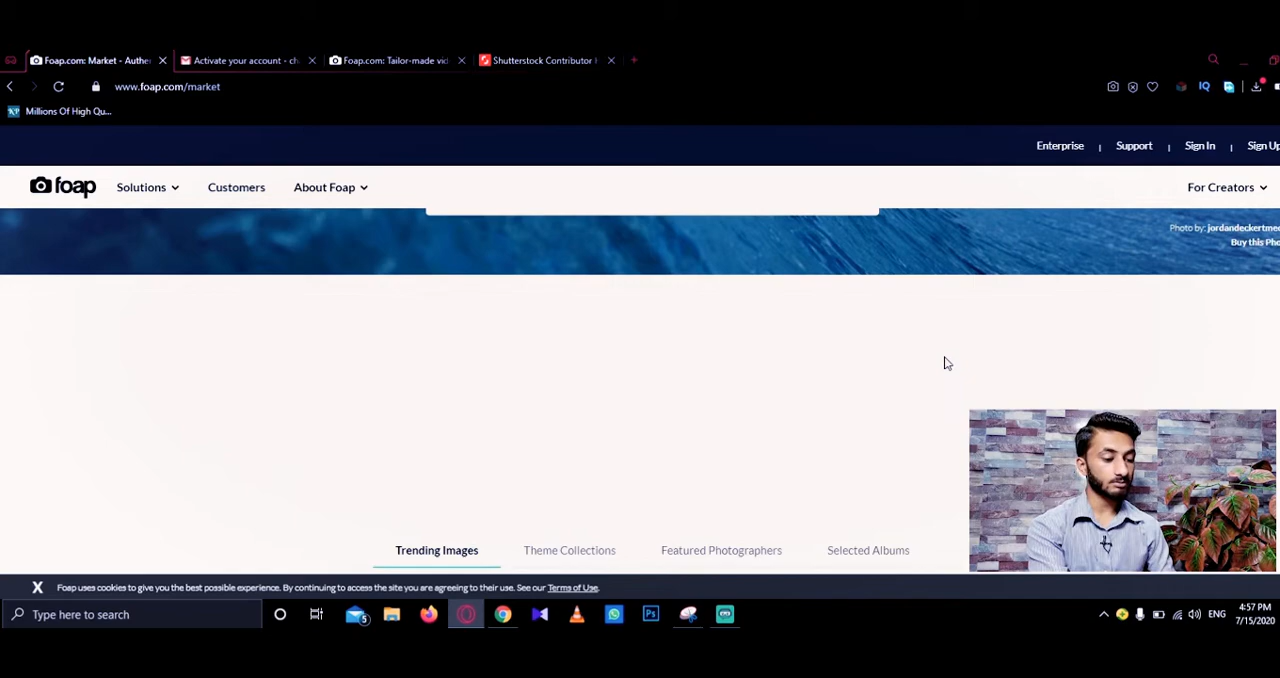 Foap.com: Market - Authe
Activate your account - ch
Foap.com: Tailor-made vid
Shutterstock Contributor
www.foap.com/market
Millions Of High Qu...
Enterprise | Support | Sign In | Sign Up
foap
Solutions
Customers
About Foap
For Creators
Photo by: jordandeckertmed
Buy this Pho
Trending Images
Theme Collections
Featured Photographers
Selected Albums
X Foap uses cookies to give you the best possible experience. By continuing to access the site you are agreeing to their use. See our Terms of Use.
Type here to search
5
Ps
ENG
4:57 PM
7/15/2020